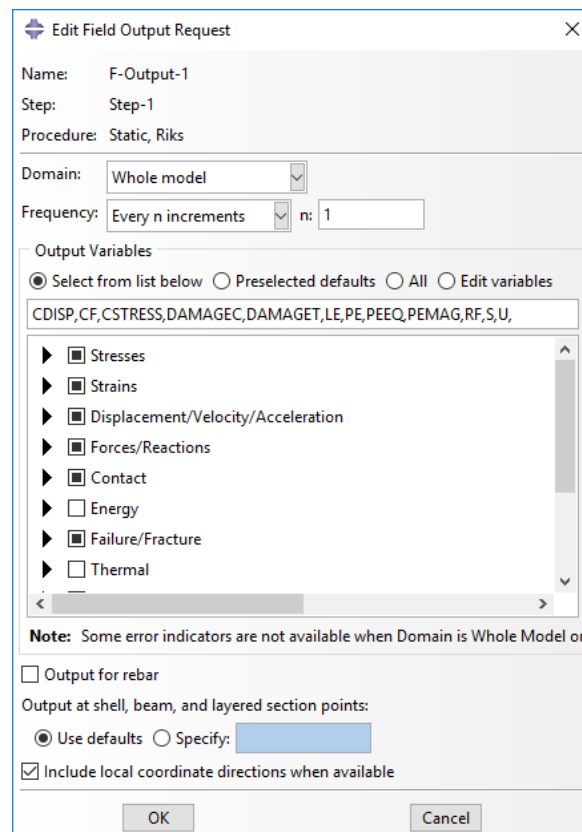 Edit Field Output Request
Name: F-Output-1
Step: Step-1
Procedure: Static, Riks
Domain: Whole model
Frequency: Every n increments n: 1
Output Variables
Select from list below Preselected defaults All Edit variables
CDISP,CF,CSTRESS,DAMAGEC,DAMAGET,LE,PE,PEEQ,PEMAG,RF,S,U,
Stresses
Strains
Displacement/Velocity/Acceleration
Forces/Reactions
Contact
Energy
Failure/Fracture
Thermal
Note: Some error indicators are not available when Domain is Whole Model or
Output for rebar
Output at shell, beam, and layered section points:
Use defaults Specify:
Include local coordinate directions when available
OK Cancel